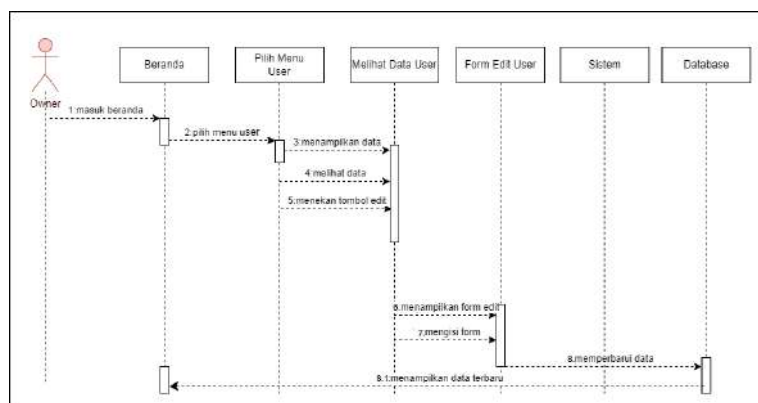 Beranda
Pilih Menu
User
Melihat Data User
Form Edit User
Sistem
Database
Owner
1:masuk beranda
2:pilih menu user
3:menampilkan data
4:melihat data
5:menekan tombol edit
6:menampilkan form edit
7:mengisi form
8:memperbarui data
8.1:menampilkan data terbaru